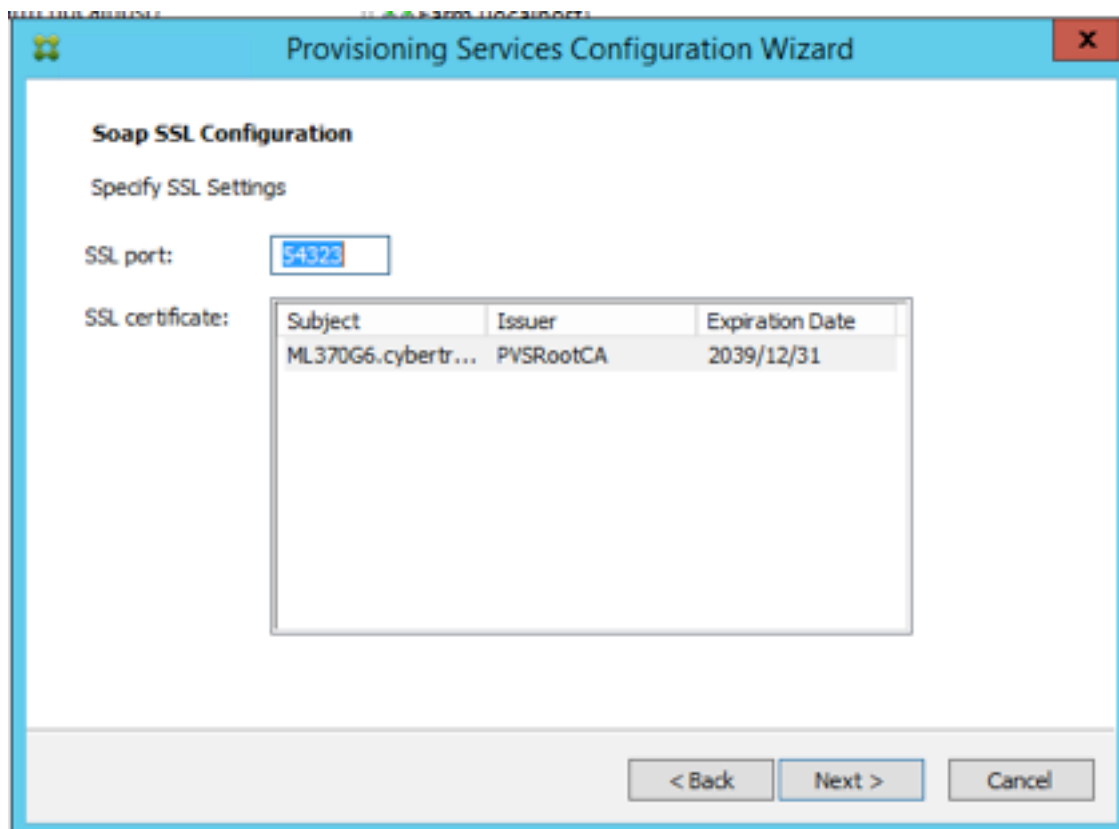 Provisioning Services Configuration Wizard
Soap SSL Configuration
Specify SSL Settings
SSL port: 54323
SSL certificate:
Subject Issuer Expiration Date
ML370G6.cybertr... PVSRootCA 2039/12/31
< Back Next > Cancel